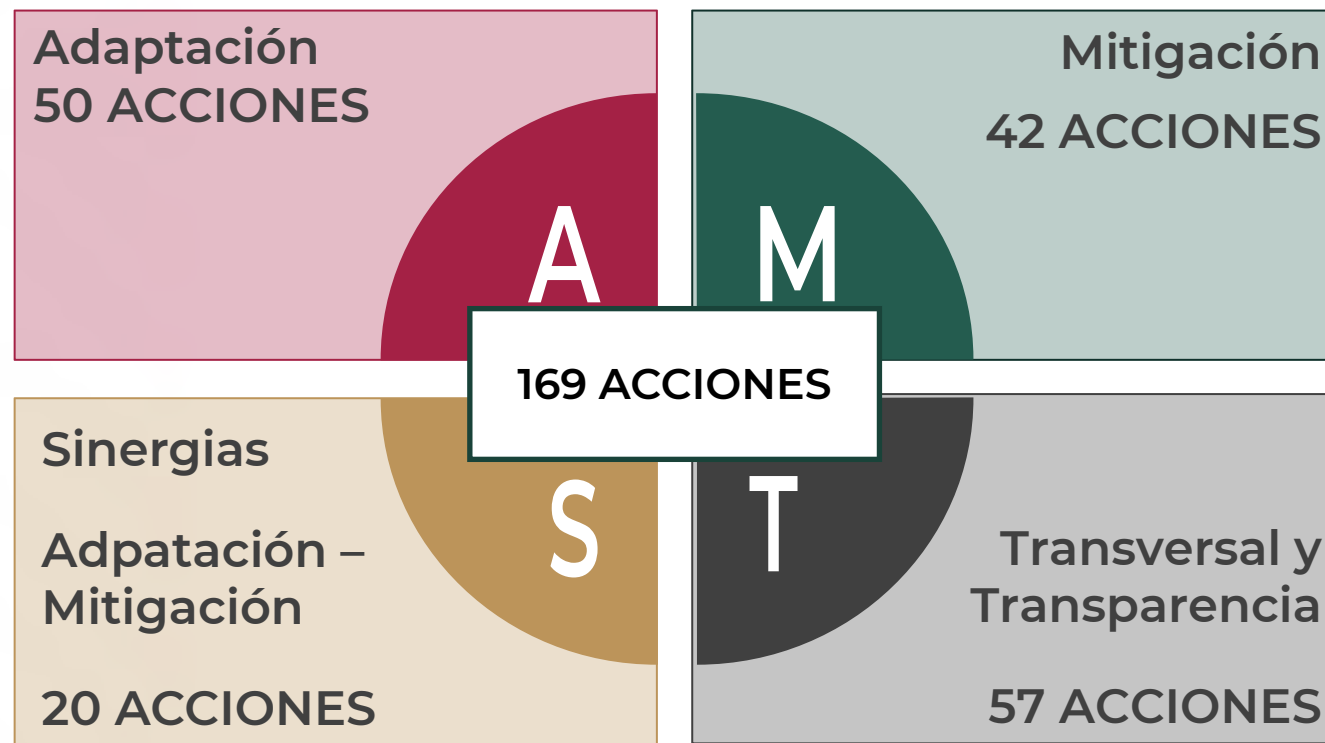 Adaptación
50 ACCIONES
A
Mitigación
42 ACCIONES
M
169 ACCIONES
Sinergias
Adpatación –
Mitigación
20 ACCIONES
S
T
Transversal y
Transparencia
57 ACCIONES